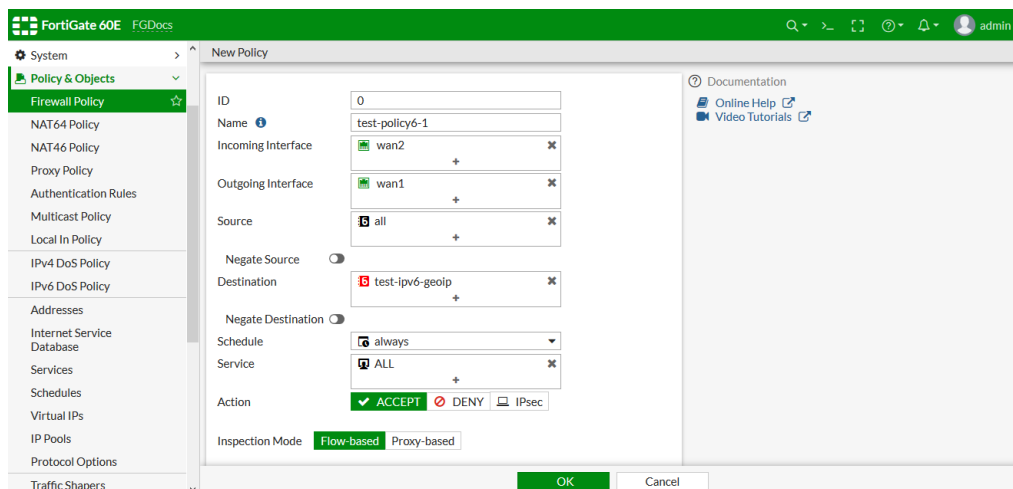 FortiGate 60E FGDocs
admin
System
Policy & Objects
Firewall Policy
NAT64 Policy
NAT46 Policy
Proxy Policy
Authentication Rules
Multicast Policy
Local In Policy
IPv4 DoS Policy
IPv6 DoS Policy
Addresses
Internet Service
Database
Services
Schedules
Virtual IPs
IP Pools
Protocol Options
Traffic Shapers
New Policy
ID 0
Name test-policy6-1
Incoming Interface wan2
+
Outgoing Interface wan1
+
Source 6 all
+
Negate Source
Destination 6 test-ipv6-geoip
+
Negate Destination
Schedule always
Service ALL
+
Action ACCEPT DENY IPsec
Inspection Mode Flow-based Proxy-based
OK Cancel
Documentation
Online Help
Video Tutorials